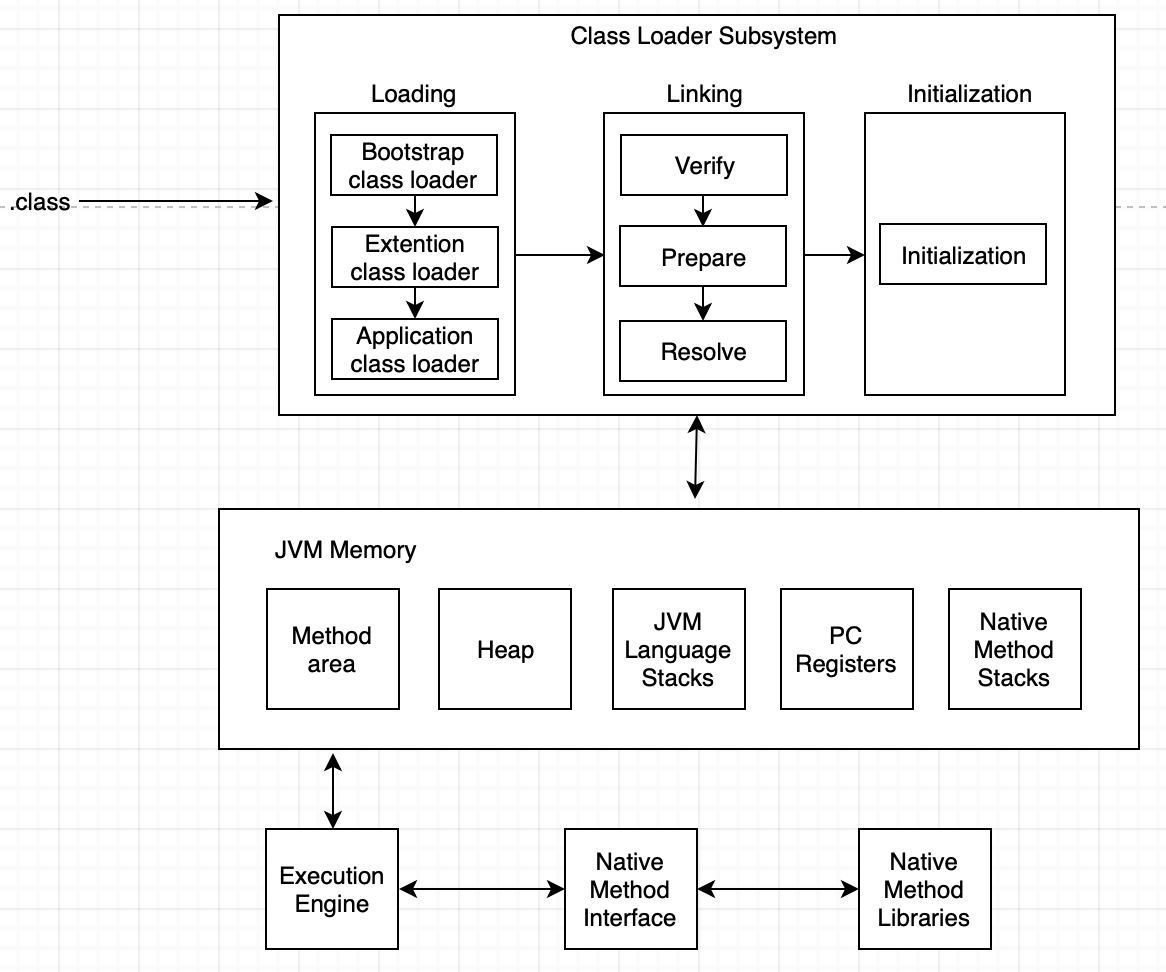 Class Loader Subsystem
Loading
Linking
Initialization
Bootstrap
class loader
Extention
class loader
Application
class loader
Verify
Prepare
Resolve
Initialization
.class
JVM Memory
Method
area
Heap
JVM
Language
Stacks
PC
Registers
Native
Method
Stacks
Execution
Engine
Native
Method
Interface
Native
Method
Libraries